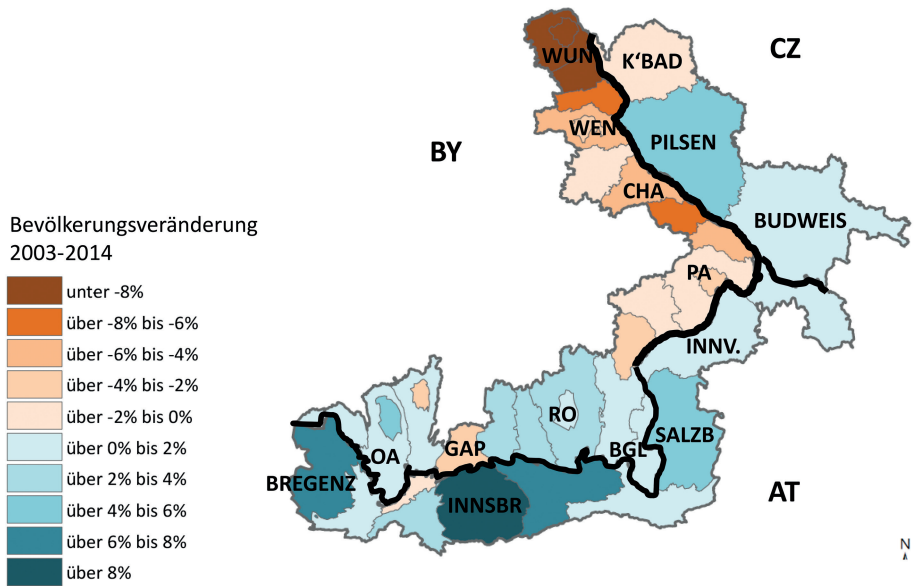 CZ
WUN
K'BAD
WEN
PILSEN
BY
CHA
BUDWEIS
Bevölkerungsveränderung
2003-2014
PA
unter -8%
über -8% bis -6%
über -6% bis -4%
über -4% bis -2%
über -2% bis 0%
über 0% bis 2%
über 2% bis 4%
über 4% bis 6%
über 6% bis 8%
über 8%
INNV.
RO
SALZB
OA
GAP
BGL
BREGENZ
INNSBR
AT
N